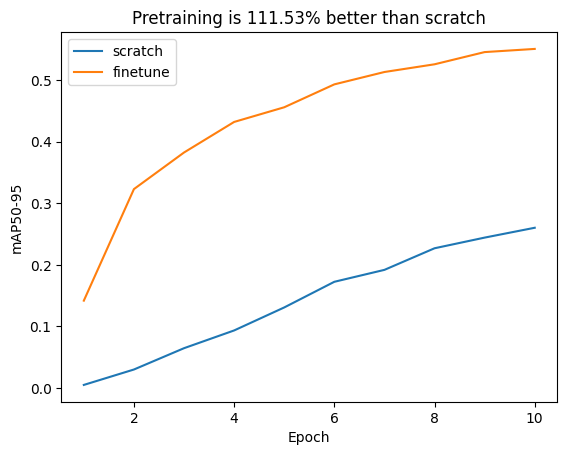 Pretraining is 111.53% better than scratch
scratch
finetune
mAP50-95
0.5
0.4
0.3
0.2
0.1
0.0
2 4 6 8 10
Epoch